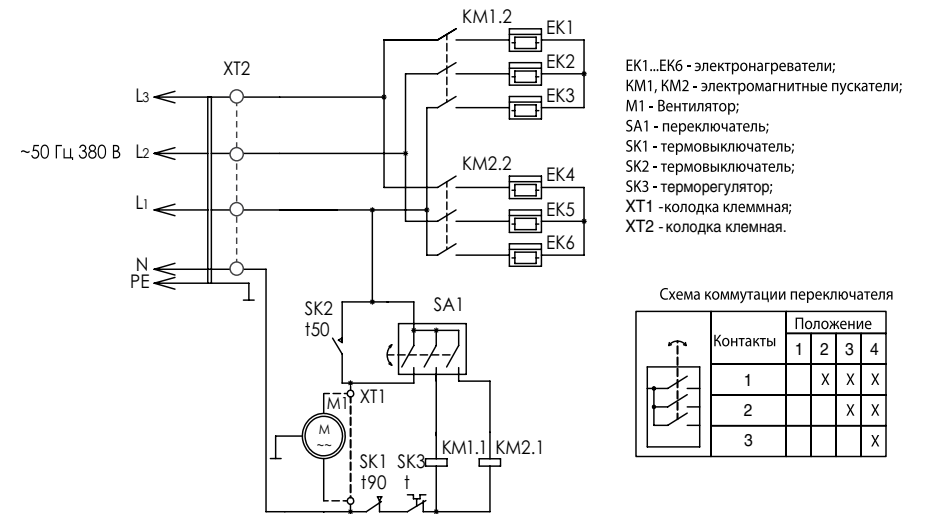 KM1.2
EK1
EK2
EK3
XT2
L3
~50 Гц 380 В
L2
L1
N
PE
KM2.2
EK4
EK5
EK6
SK2
t50
SA1
XT1
M1
M
~~
SK1
t90
SK3
t
KM1.1
KM2.1
EK1...EK6 - электронагреватели;
KM1, KM2 - электромагнитные пускатели;
M1 - Вентилятор;
SA1 - переключатель;
SK1 - термовыключатель;
SK2 - термовыключатель;
SK3 - терморегулятор;
XT1 -колодка клеммная;
XT2 -колодка клемная.
Схема коммутации переключателя
Контакты
Положение
1 2 3 4
1 X X X
2 X X
3 X